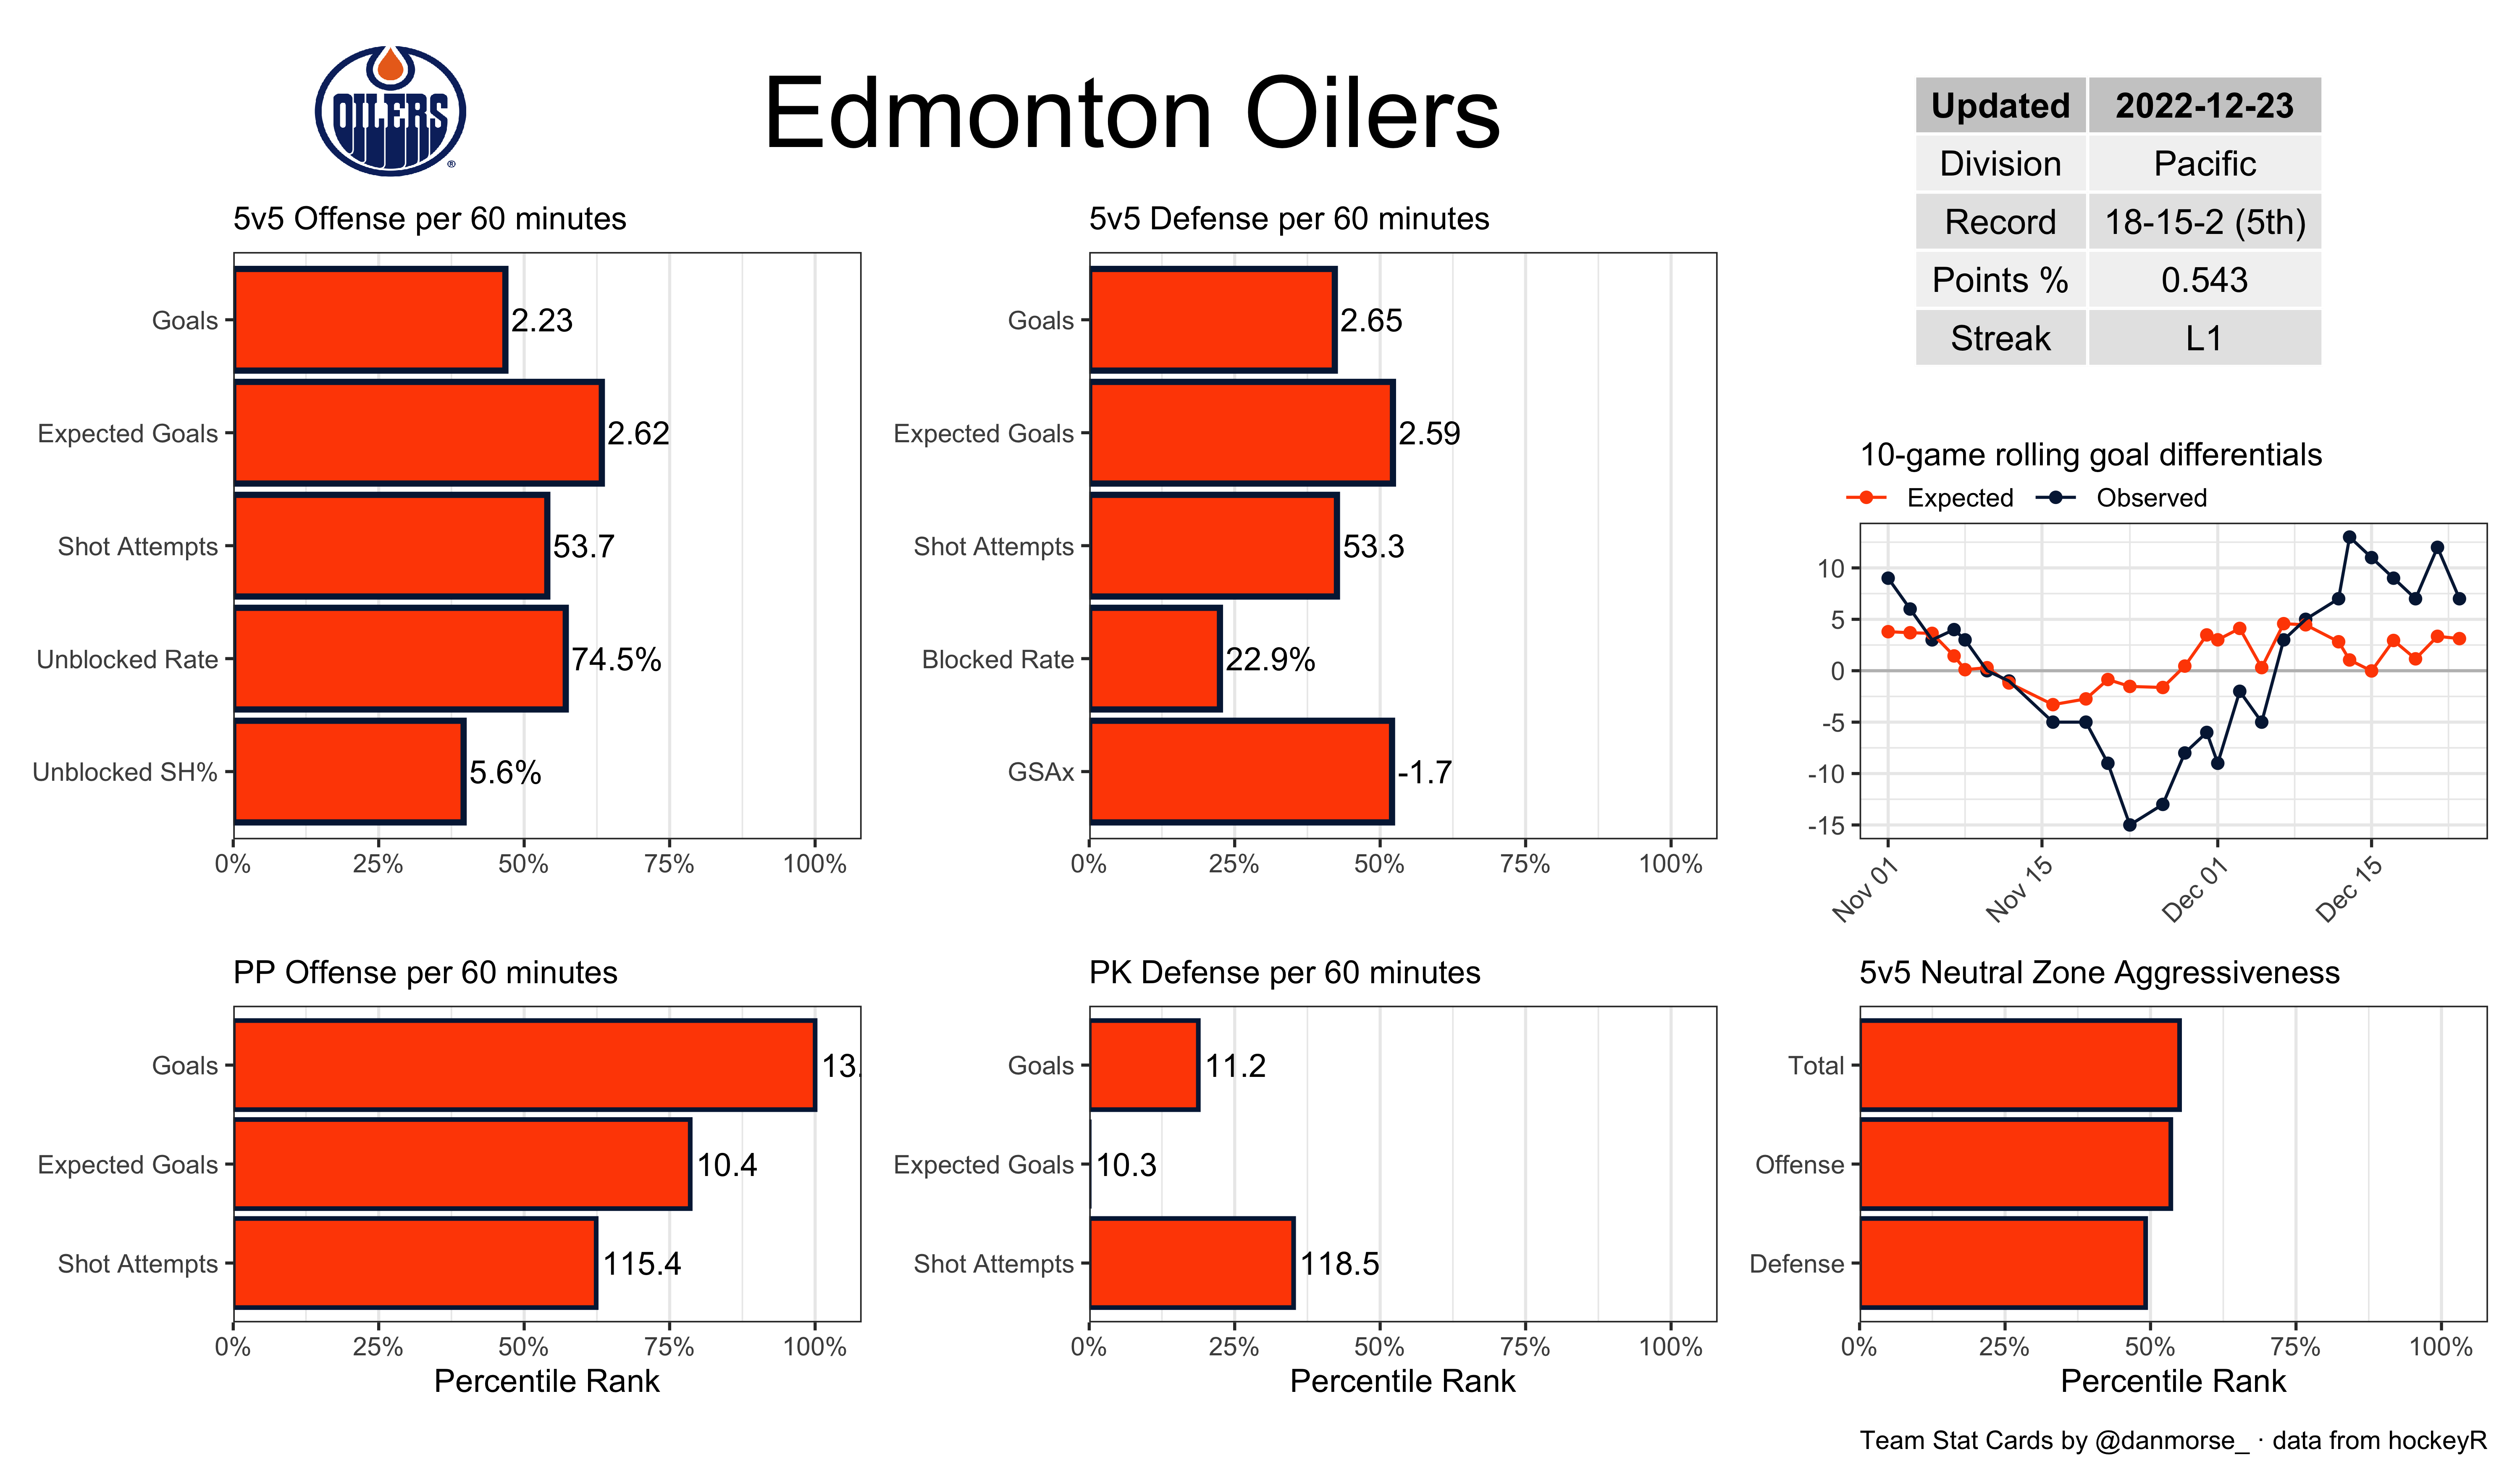 OILERS
®
Edmonton Oilers
Updated 2022-12-23
Division Pacific
Record 18-15-2 (5th)
Points % 0.543
Streak L1
5v5 Offense per 60 minutes
Goals 2.23
Expected Goals 2.62
Shot Attempts 53.7
Unblocked Rate 74.5%
Unblocked SH% 5.6%
0% 25% 50% 75% 100%
5v5 Defense per 60 minutes
Goals 2.65
Expected Goals 2.59
Shot Attempts 53.3
Blocked Rate 22.9%
GSAx -1.7
0% 25% 50% 75% 100%
10-game rolling goal differentials
Expected Observed
10
5
0
-5
-10
-15
Nov 01 Nov 15 Dec 01 Dec 15
PP Offense per 60 minutes
Goals 13.
Expected Goals 10.4
Shot Attempts 115.4
0% 25% 50% 75% 100%
Percentile Rank
PK Defense per 60 minutes
Goals 11.2
Expected Goals 10.3
Shot Attempts 118.5
0% 25% 50% 75% 100%
Percentile Rank
5v5 Neutral Zone Aggressiveness
Total
Offense
Defense
0% 25% 50% 75% 100%
Percentile Rank
Team Stat Cards by @danmorse_ · data from hockeyR